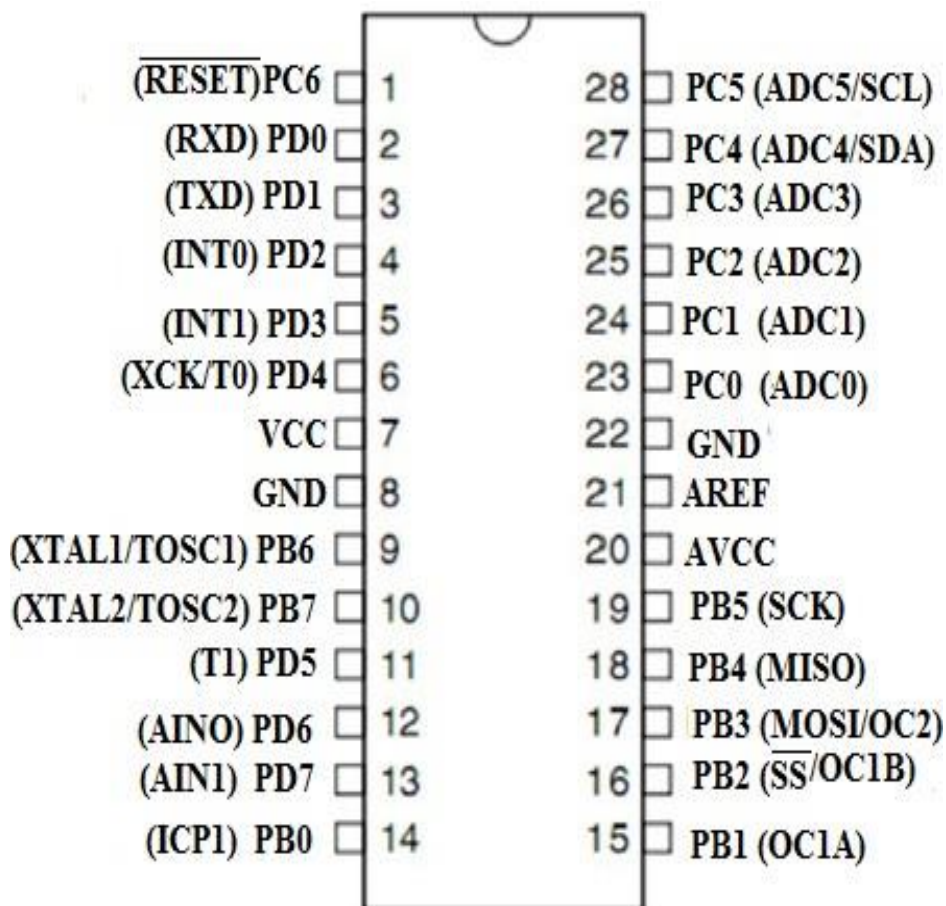 (RESET)PC6 1 28 PC5 (ADC5/SCL)
(RXD) PD0 2 27 PC4 (ADC4/SDA)
(TXD) PD1 3 26 PC3 (ADC3)
(INT0) PD2 4 25 PC2 (ADC2)
(INT1) PD3 5 24 PC1 (ADC1)
(XCK/T0) PD4 6 23 PC0 (ADC0)
VCC 7 22 GND
GND 8 21 AREF
(XTAL1/TOSC1) PB6 9 20 AVCC
(XTAL2/TOSC2) PB7 10 19 PB5 (SCK)
(T1) PD5 11 18 PB4 (MISO)
(AINO) PD6 12 17 PB3 (MOSI/OC2)
(AIN1) PD7 13 16 PB2 (SS/OC1B)
(ICP1) PB0 14 15 PB1 (OC1A)